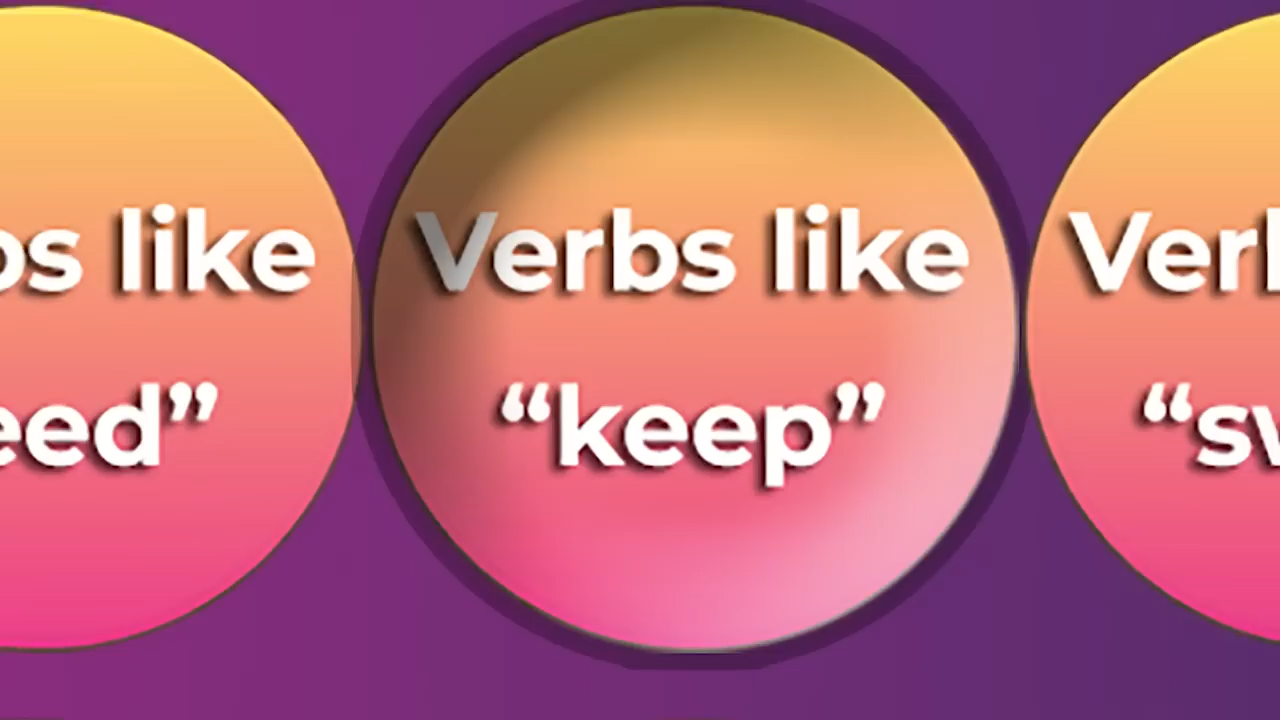 bs like
eed”
Verbs like
“keep”
Verb
“sw